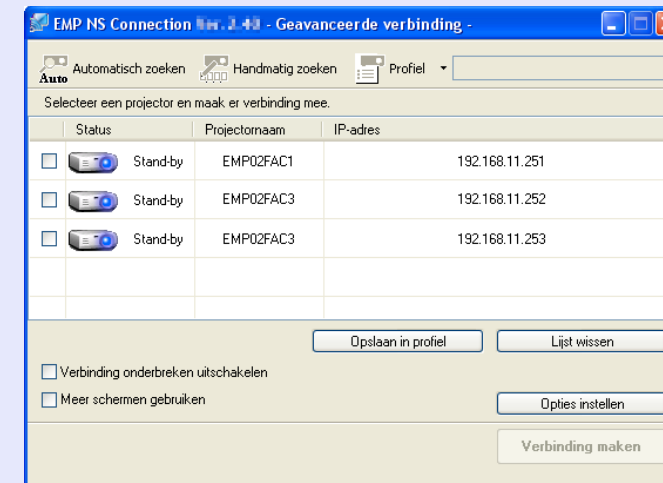 EMP NS Connection - Geavanceerde verbinding -
Auto Automatisch zoeken Handmatig zoeken Profiel
Selecteer een projector en maak er verbinding mee.
Status Projectornaam IP-adres
Stand-by EMP02FAC1 192.168.11.251
Stand-by EMP02FAC3 192.168.11.252
Stand-by EMP02FAC3 192.168.11.253
Opslaan in profiel Lijst wissen
Verbinding onderbreken uitschakelen
Meer schermen gebruiken
Opties instellen
Verbinding maken